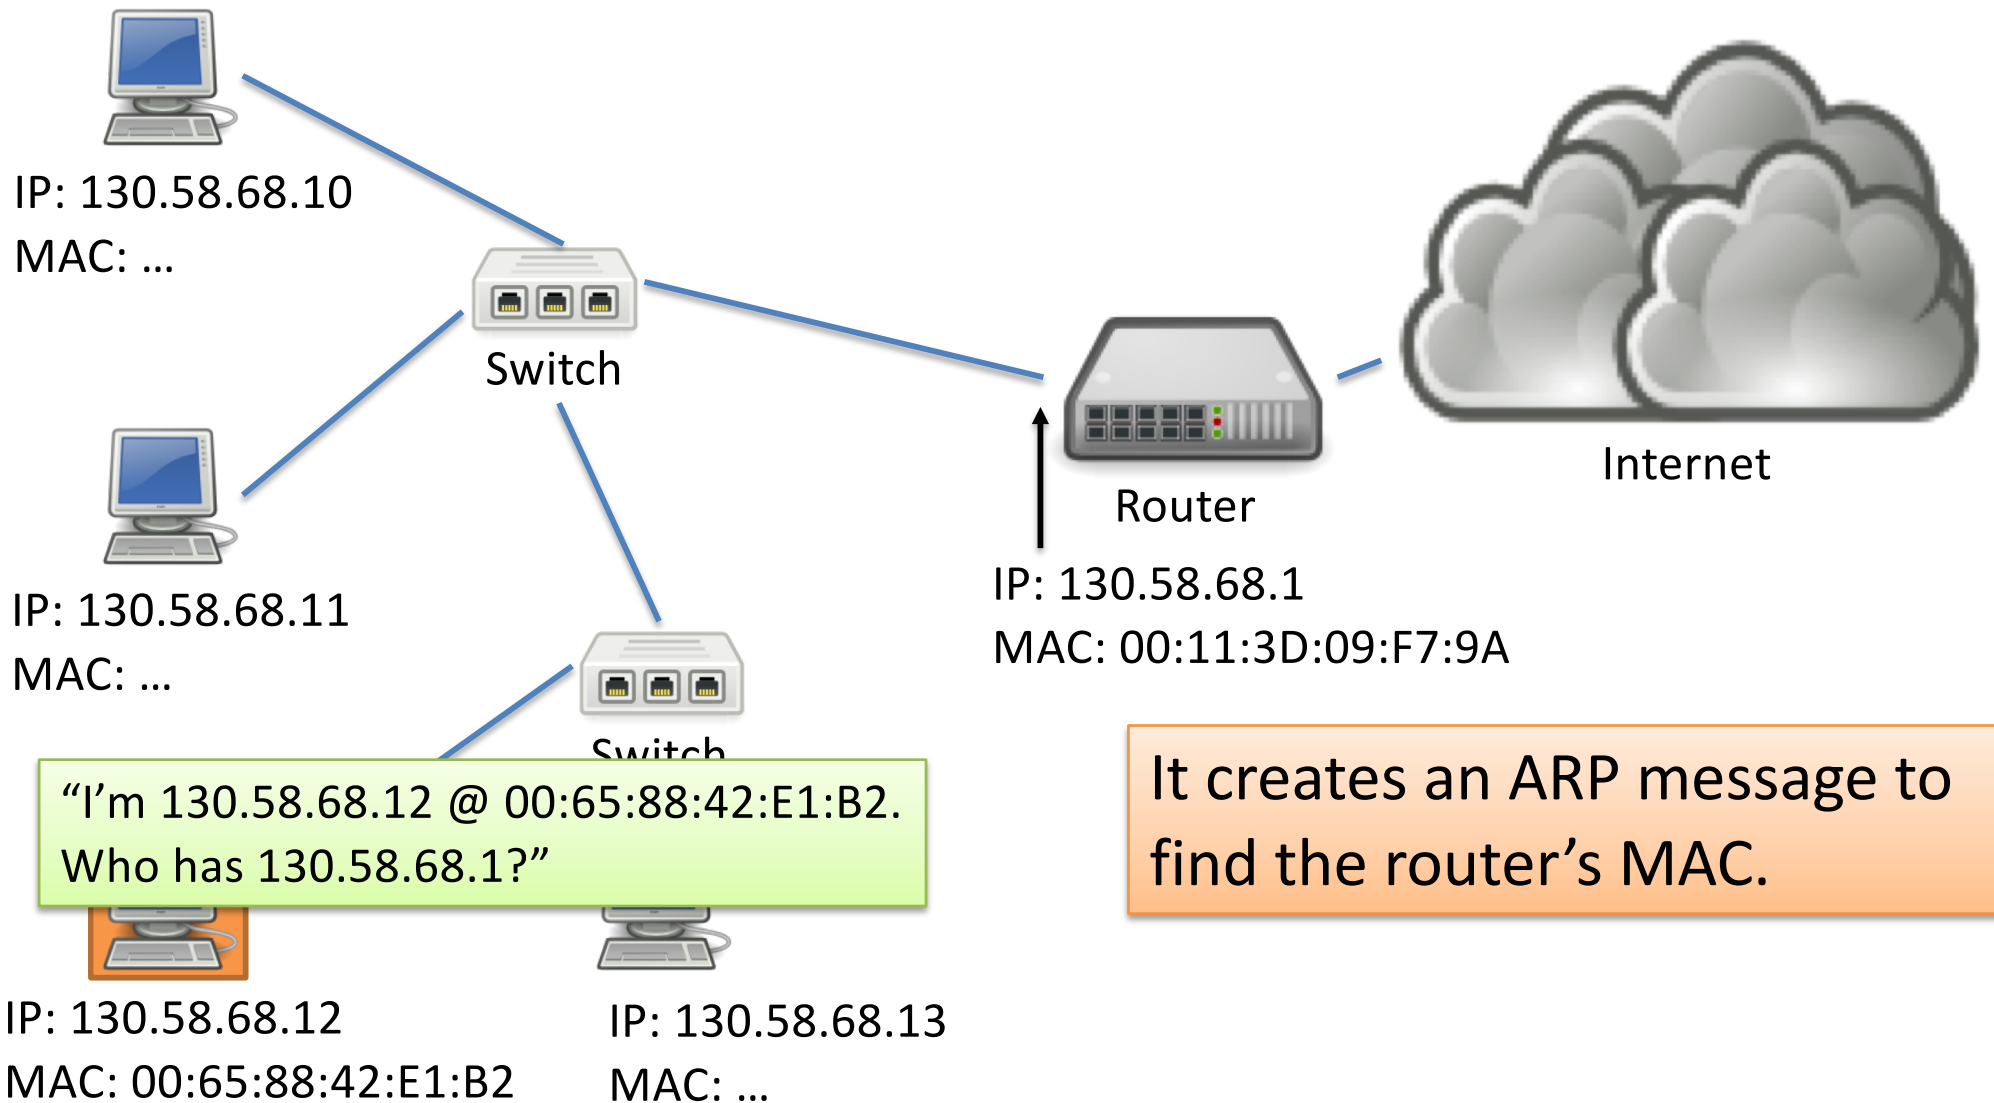 IP: 130.58.68.10
MAC: …
Switch
Internet
Router
IP: 130.58.68.1
MAC: 00:11:3D:09:F7:9A
IP: 130.58.68.11
MAC: …
Switch
“I’m 130.58.68.12 @ 00:65:88:42:E1:B2.
Who has 130.58.68.1?”
It creates an ARP message to
find the router’s MAC.
IP: 130.58.68.12
MAC: 00:65:88:42:E1:B2
IP: 130.58.68.13
MAC: …